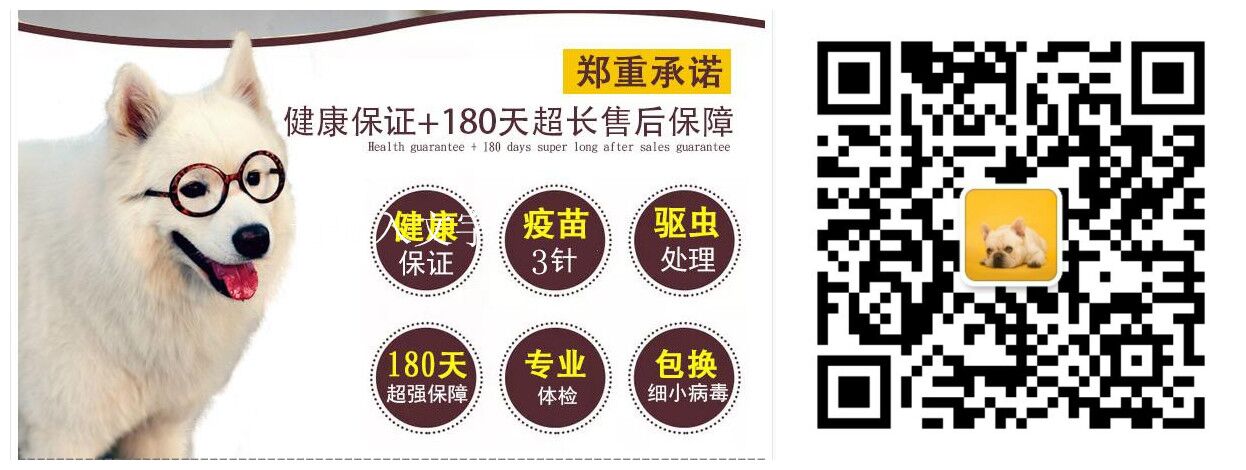 郑重承诺
健康保证+180天超长售后保障
Health guarantee + 180 days super long after sales guarantee
健康
保证
疫苗
3针
驱虫
处理
180天
超强保障
专业
体检
包换
细小病毒